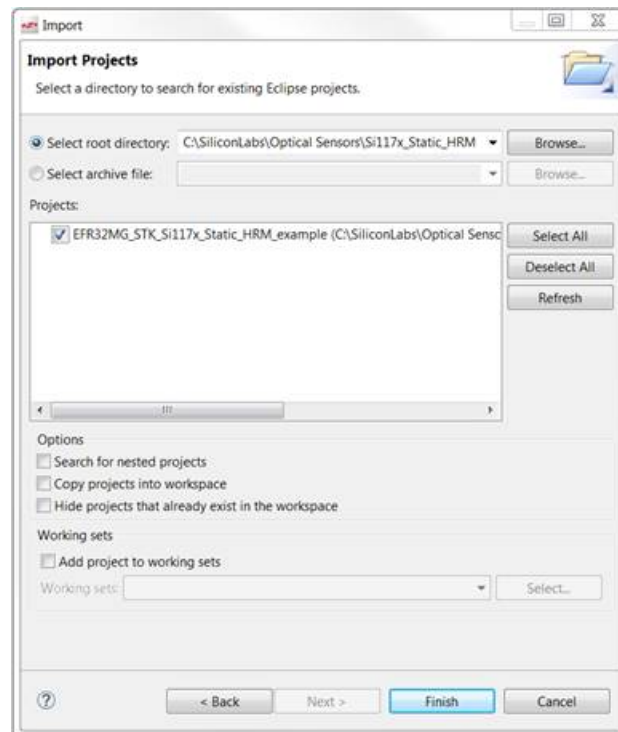 Import
Import Projects
Select a directory to search for existing Eclipse projects.
Select root directory: C:\SiliconLabs\Optical Sensors\Si117x_Static_HRM Browse...
Select archive file: Browse...
Projects:
EFR32MG_STK_Si117x_Static_HRM_example (C:\SiliconLabs\Optical Sensc
Select All
Deselect All
Refresh
Options
Search for nested projects
Copy projects into workspace
Hide projects that already exist in the workspace
Working sets
Add project to working sets
Working sets: Select...
? < Back Next > Finish Cancel